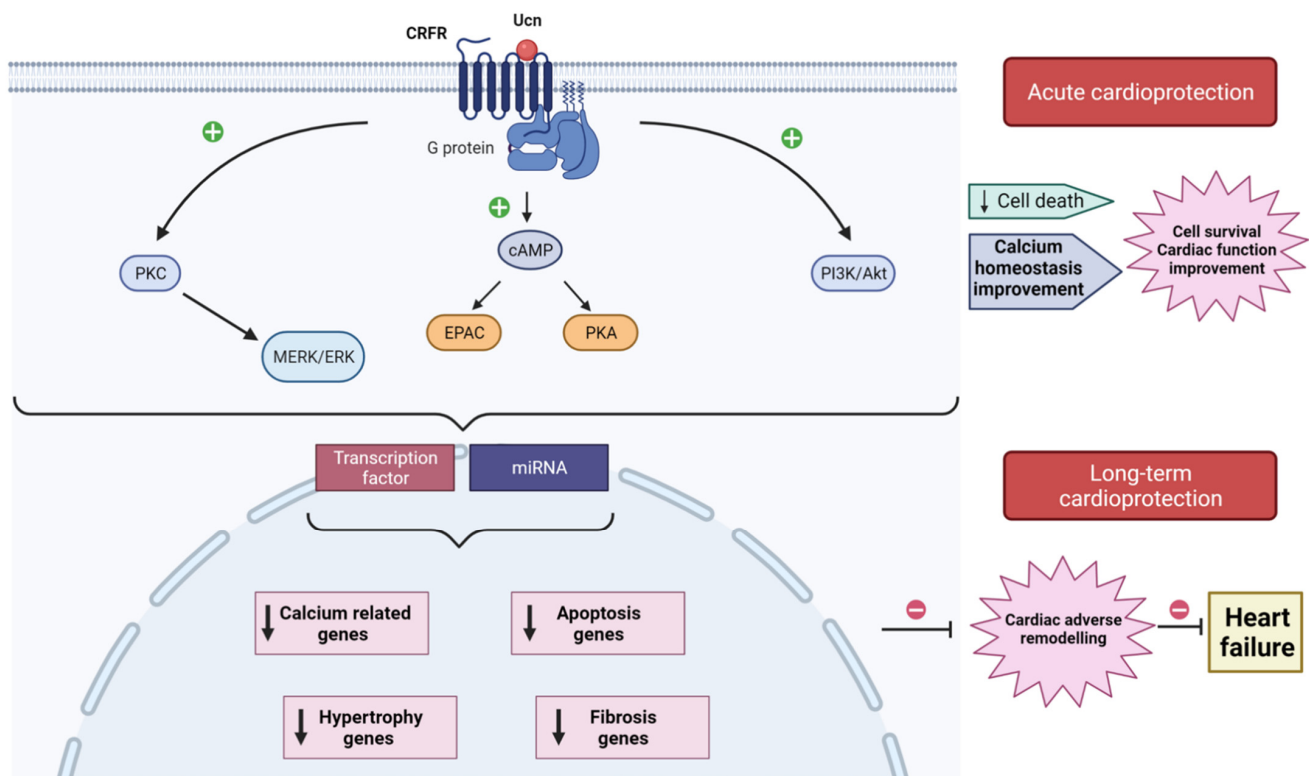 Ucn
CRFR
Acute cardioprotection
G protein
↓ Cell death
Cell survival
Cardiac function
improvement
Calcium
homeostasis
improvement
cAMP
PKC
PI3K/Akt
EPAC
PKA
MERK/ERK
Transcription
factor
miRNA
Long-term
cardioprotection
↓ Calcium related
genes
↓ Apoptosis
genes
Cardiac adverse
remodelling
Heart
failure
↓ Hypertrophy
genes
↓ Fibrosis
genes